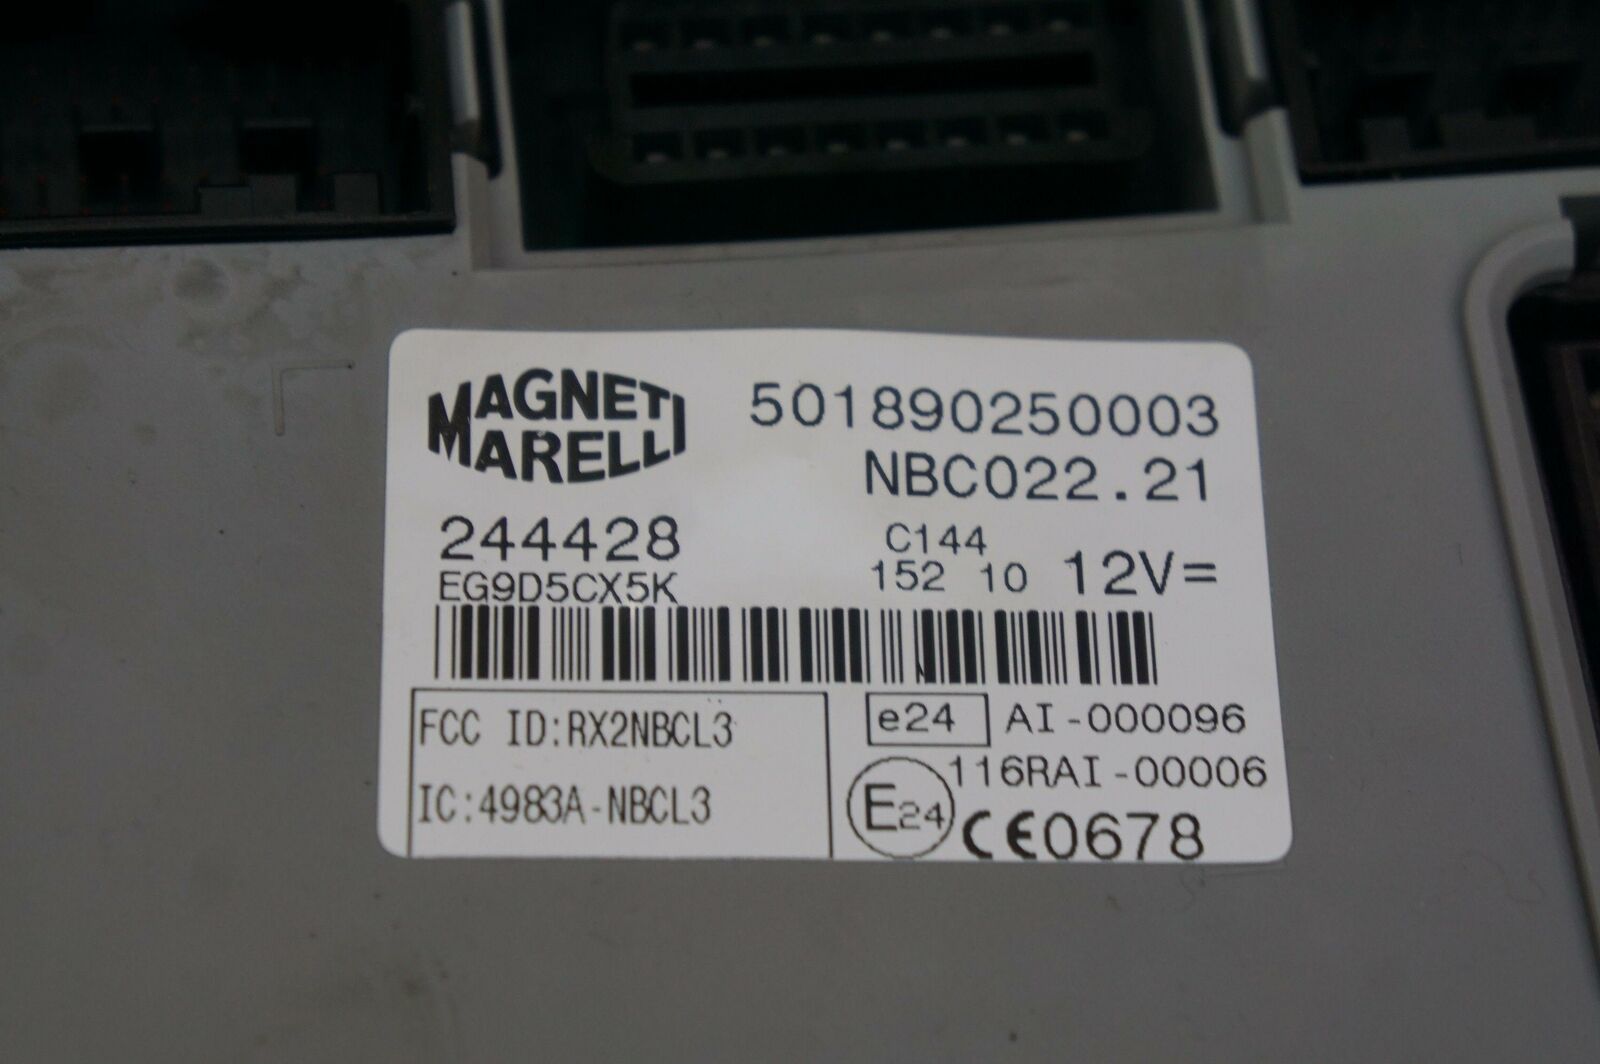 MAGNETI
MARELLI
501890250003
NBC022.21
244428
EG9D5CX5K
C144
152 10 12V=
FCC ID:RX2NBCL3
IC:4983A-NBCL3
e24 AI-000096
E24 116RAI-00006
CE0678